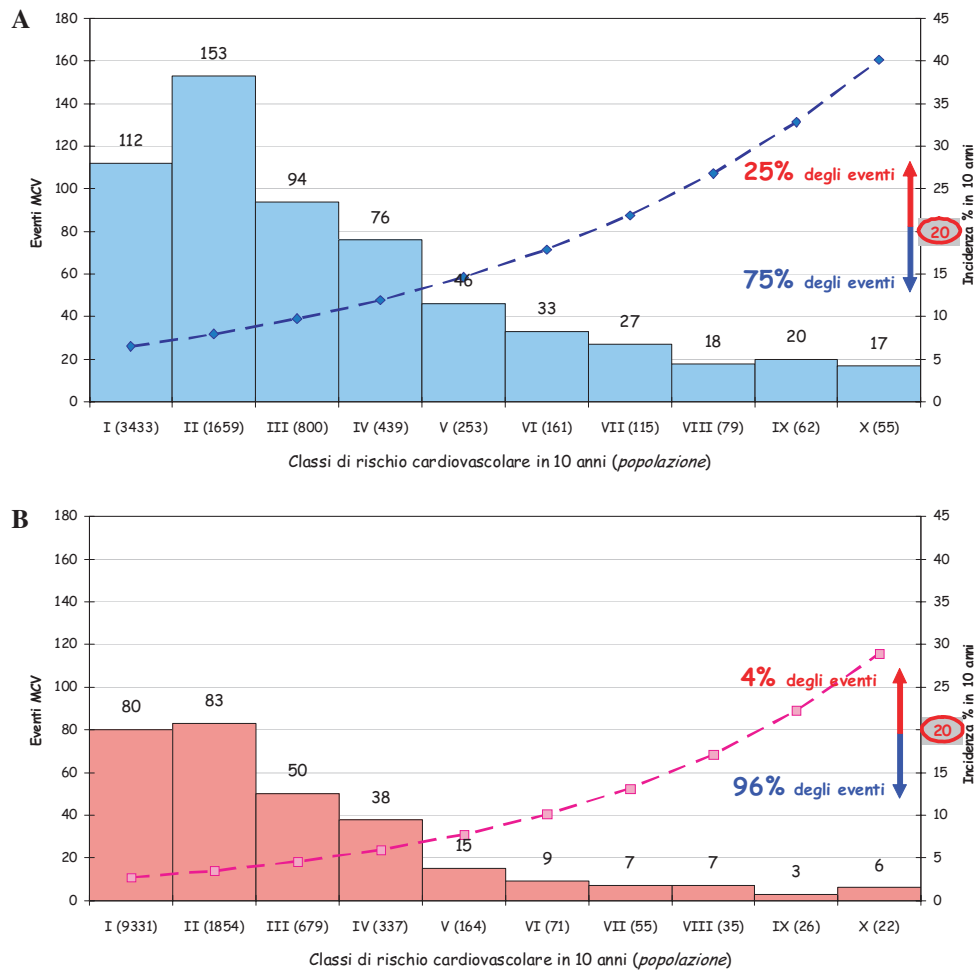 A
Eventi MCV
180
160
140
120
100
80
60
40
20
0
112
153
94
76
46
33
27
18
20
17
25% degli eventi
75% degli eventi
45
40
35
30
25
20
15
10
5
0
Incidenza % in 10 anni
I (3433)
II (1659)
III (800)
IV (439)
V (253)
VI (161)
VII (115)
VIII (79)
IX (62)
X (55)
Classi di rischio cardiovascolare in 10 anni (popolazione)
B
Eventi MCV
180
160
140
120
100
80
60
40
20
0
80
83
50
38
15
9
7
7
3
6
4% degli eventi
96% degli eventi
45
40
35
30
25
20
15
10
5
0
Incidenza % in 10 anni
I (9331)
II (1854)
III (679)
IV (337)
V (164)
VI (71)
VII (55)
VIII (35)
IX (26)
X (22)
Classi di rischio cardiovascolare in 10 anni (popolazione)